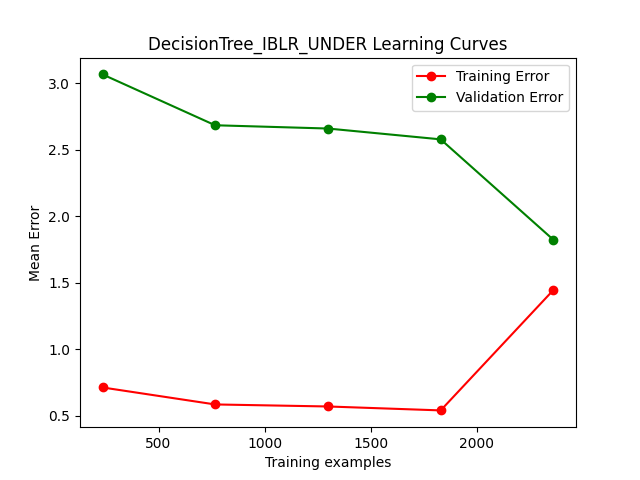 DecisionTree_IBLR_UNDER Learning Curves
Training Error
Validation Error
Mean Error
3.0
2.5
2.0
1.5
1.0
0.5
500
1000
1500
2000
Training examples